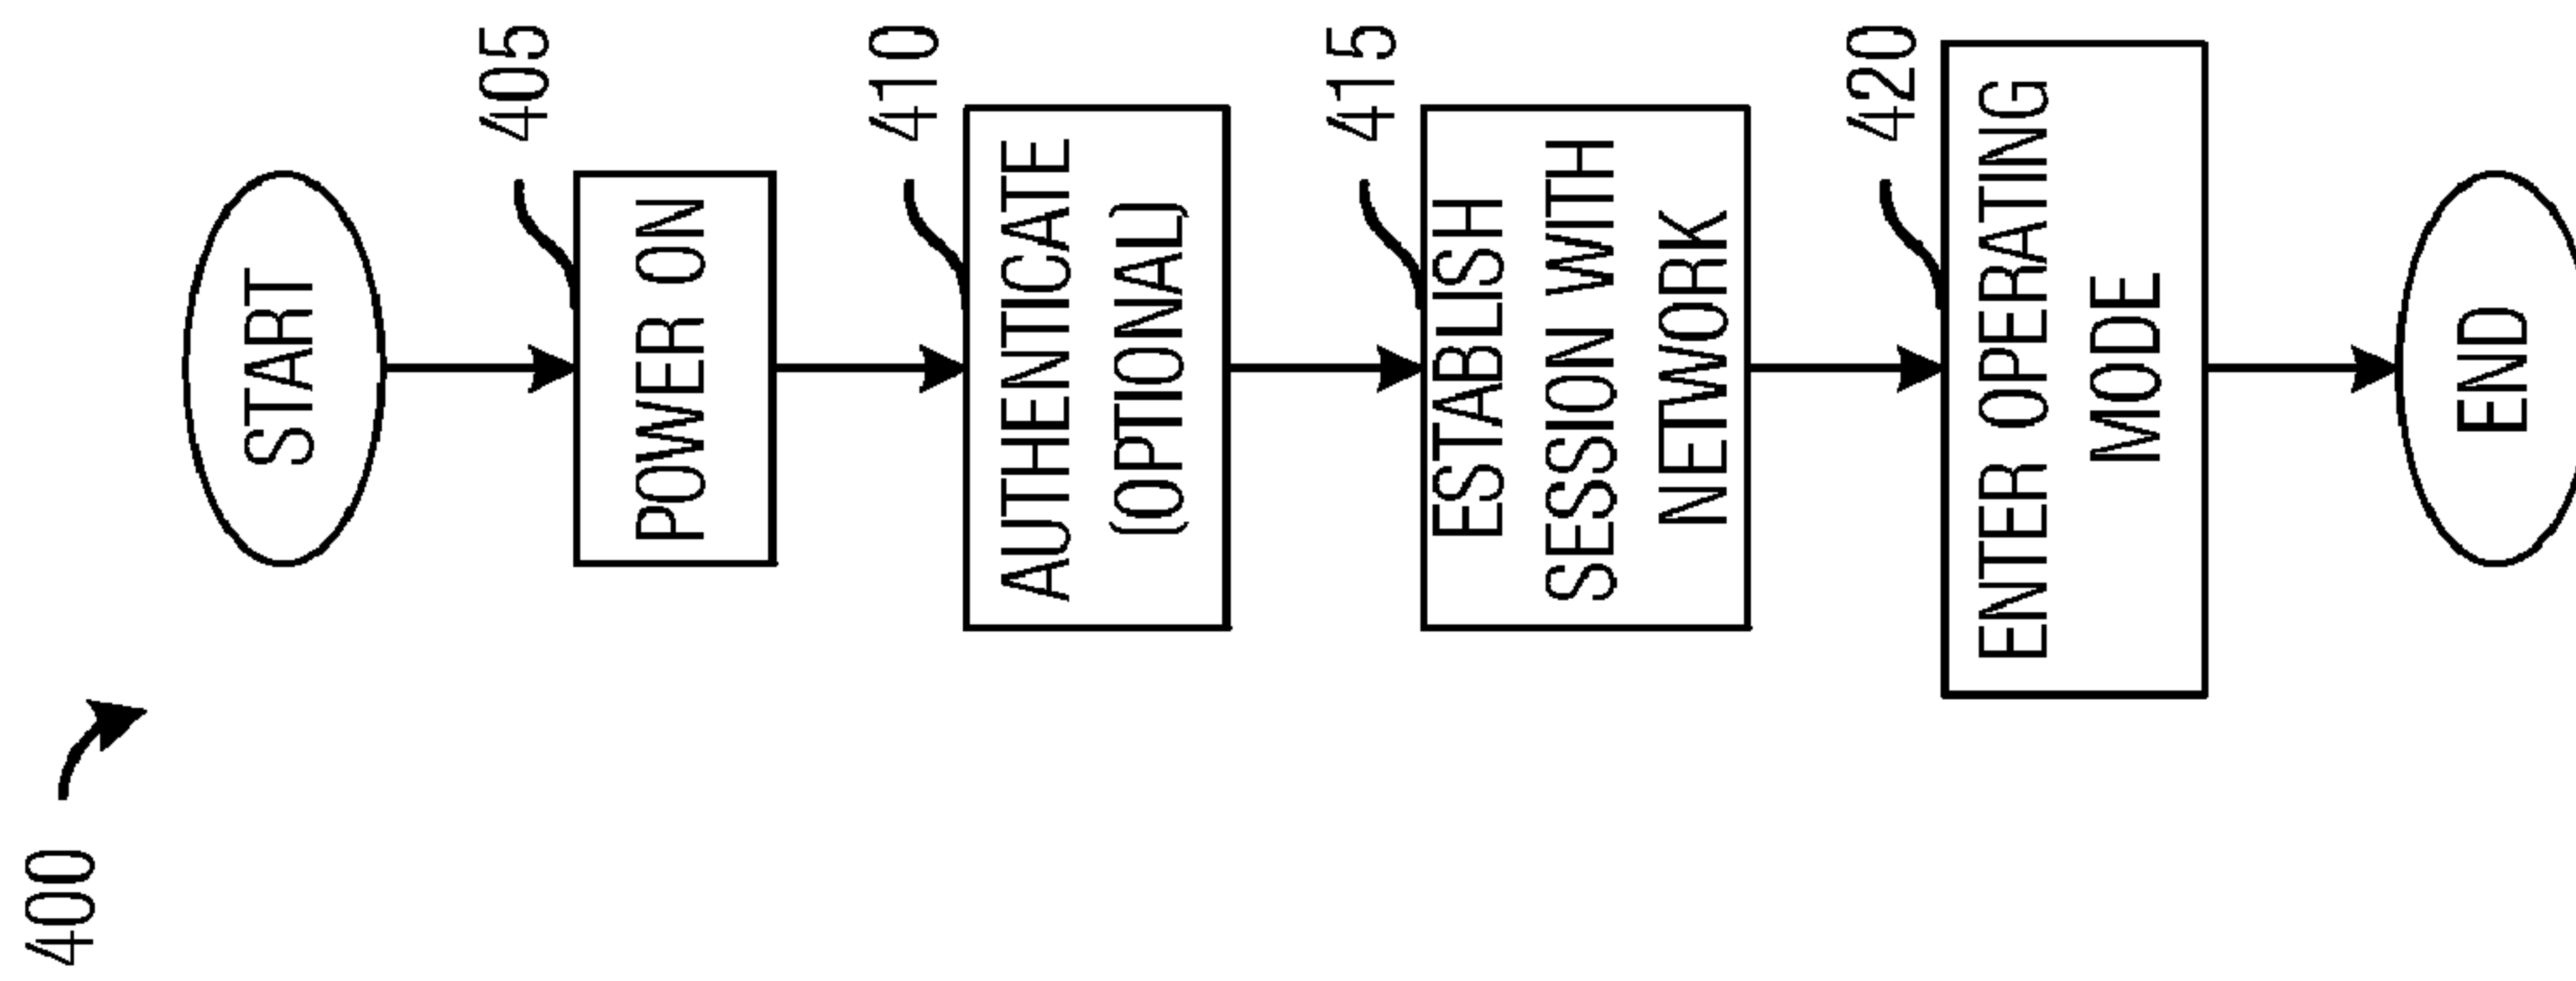 400
START
405
POWER ON
410
AUTHENTICATE
(OPTIONAL)
415
ESTABLISH
SESSION WITH
NETWORK
420
ENTER OPERATING
MODE
END